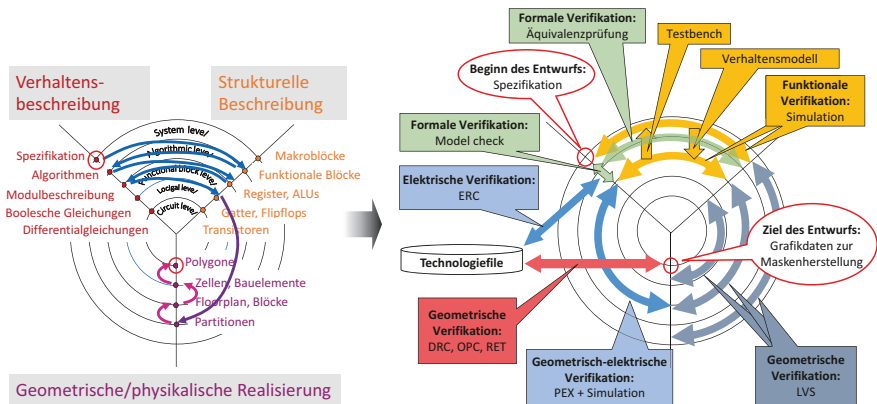 Verhaltens-
beschreibung
Strukturelle
Beschreibung
System level
Algorithmic level
Functional block level
Locigal level
Circuit level
Spezifikation
Algorithmen
Modulbeschreibung
Boolesche Gleichungen
Differentialgleichungen
Makroblöcke
Funktionale Blöcke
Register, ALUs
Gatter, Flipflops
Transistoren
Polygone
Zellen, Bauelemente
Floorplan, Blöcke
Partitionen
Geometrische/physikalische Realisierung
Formale Verifikation:
Äquivalenzprüfung
Testbench
Verhaltensmodell
Beginn des Entwurfs:
Spezifikation
Funktionale
Verifikation:
Simulation
Formale Verifikation:
Model check
Elektrische Verifikation:
ERC
Technologiefile
Ziel des Entwurfs:
Grafikdaten zur
Maskenherstellung
Geometrische
Verifikation:
DRC, OPC, RET
Geometrisch-elektrische
Verifikation:
PEX + Simulation
Geometrische
Verifikation:
LVS